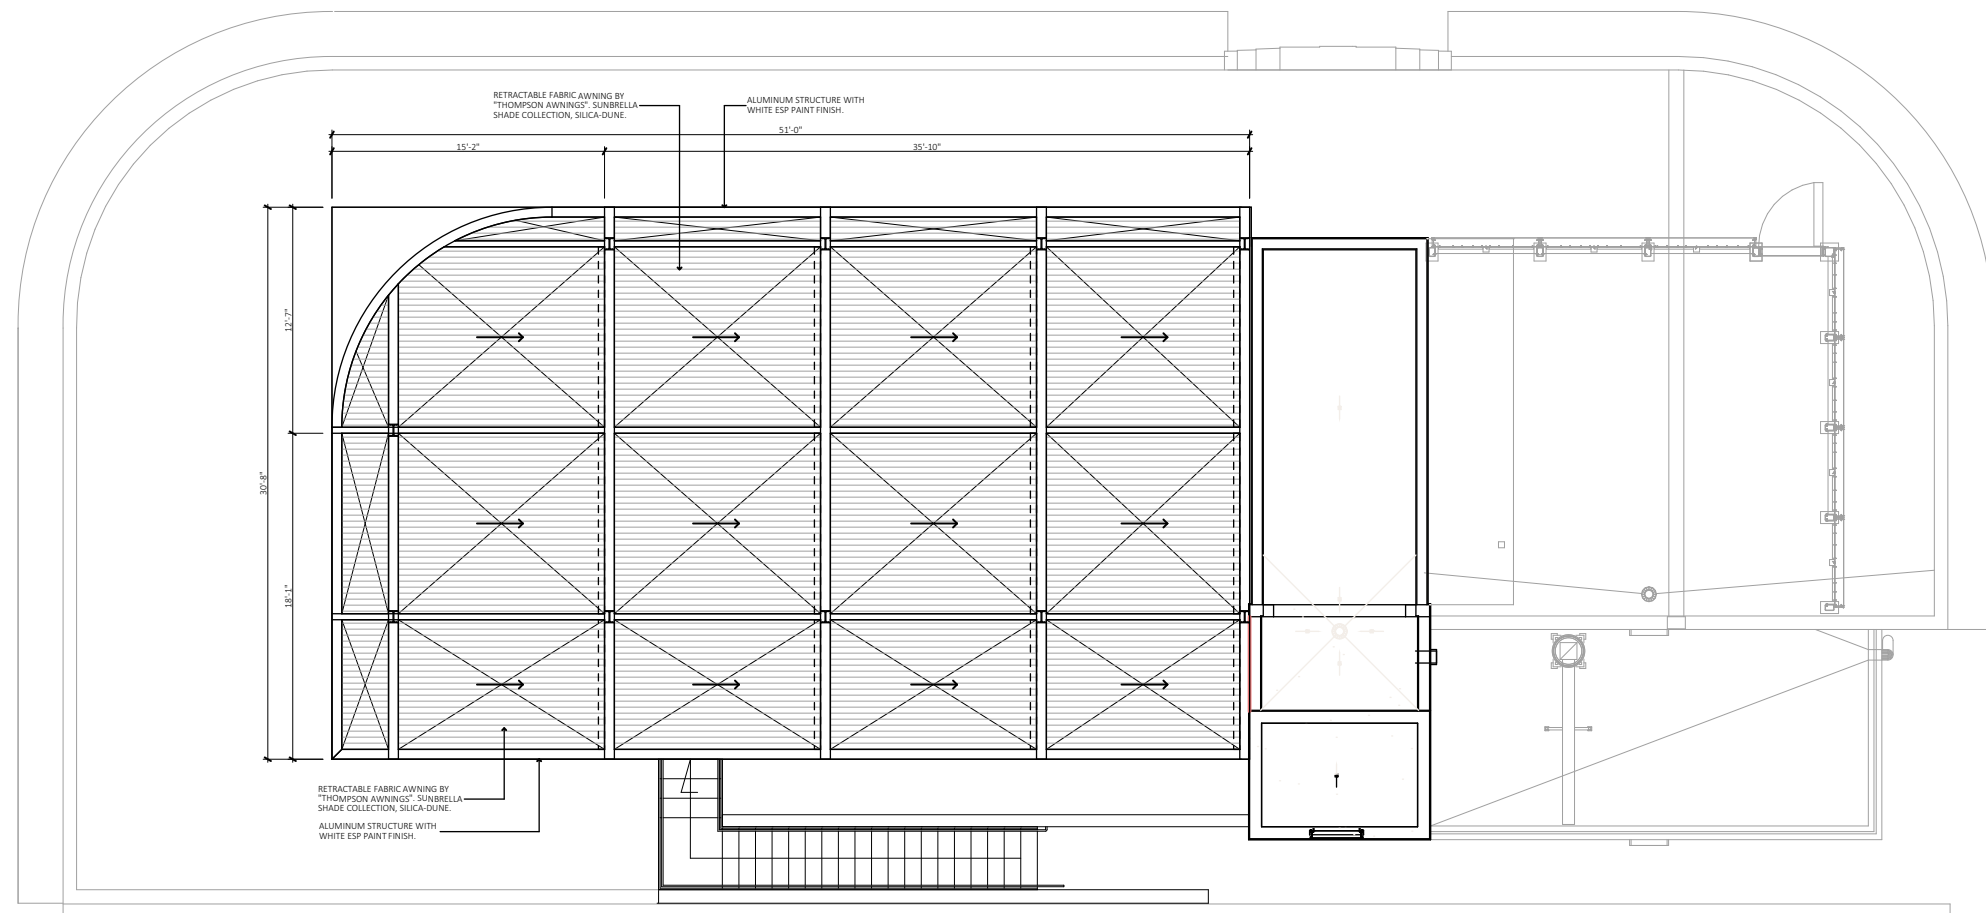 RETRACTABLE FABRIC AWNING BY
"THOMPSON AWNINGS". SUNBRELLA
SHADE COLLECTION, SILICA-DUNE.
ALUMINUM STRUCTURE WITH
WHITE ESP PAINT FINISH.
51'-0"
15'-2"
35'-10"
12'-7"
30'-8"
18'-1"
RETRACTABLE FABRIC AWNING BY
"THOMPSON AWNINGS". SUNBRELLA
SHADE COLLECTION, SILICA-DUNE.
ALUMINUM STRUCTURE WITH
WHITE ESP PAINT FINISH.